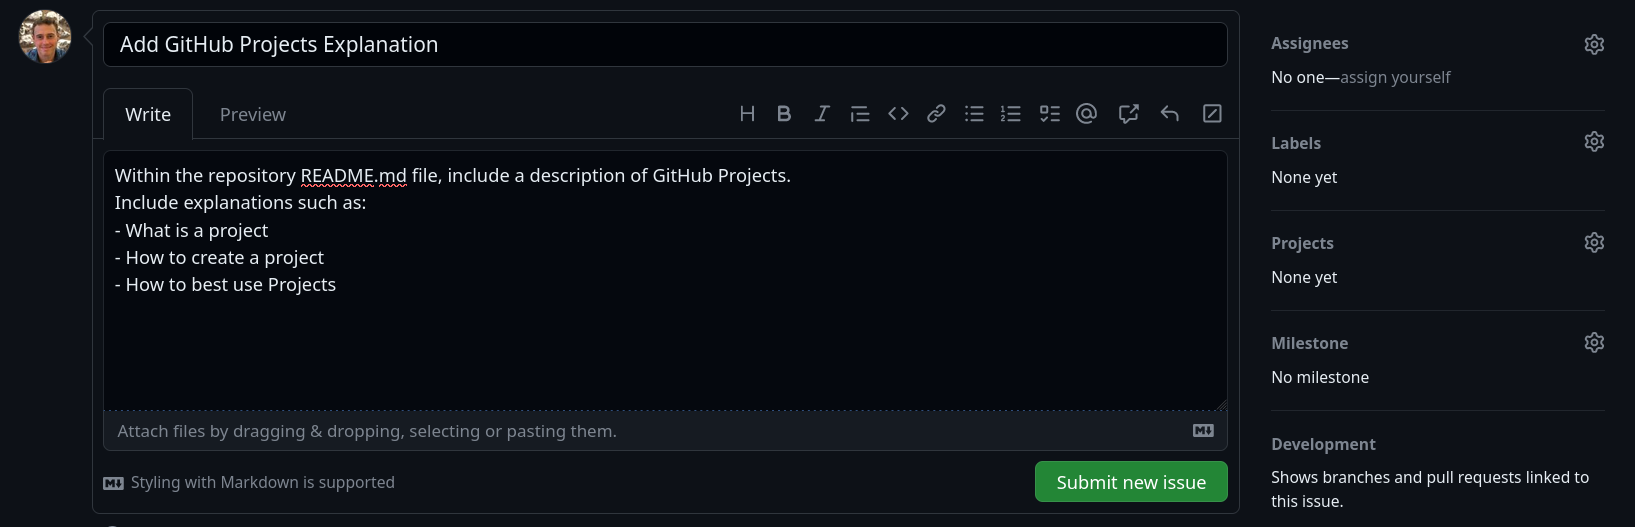 Add GitHub Projects Explanation
Write
Preview
Within the repository README.md file, include a description of GitHub Projects.
Include explanations such as:
- What is a project
- How to create a project
- How to best use Projects
Attach files by dragging & dropping, selecting or pasting them.
Styling with Markdown is supported
Submit new issue
Assignees
No one—assign yourself
Labels
None yet
Projects
None yet
Milestone
No milestone
Development
Shows branches and pull requests linked to
this issue.